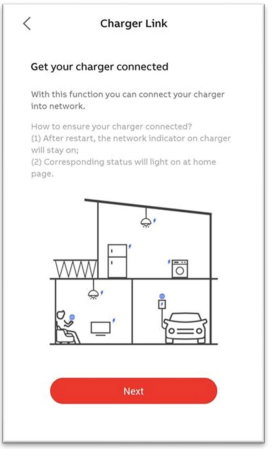 Charger Link
Get your charger connected
With this function you can connect your charger
into network.
How to ensure your charger connected?
(1) After restart, the network indicator on charger
will stay on;
(2) Corresponding status will light on at home
page.
Next